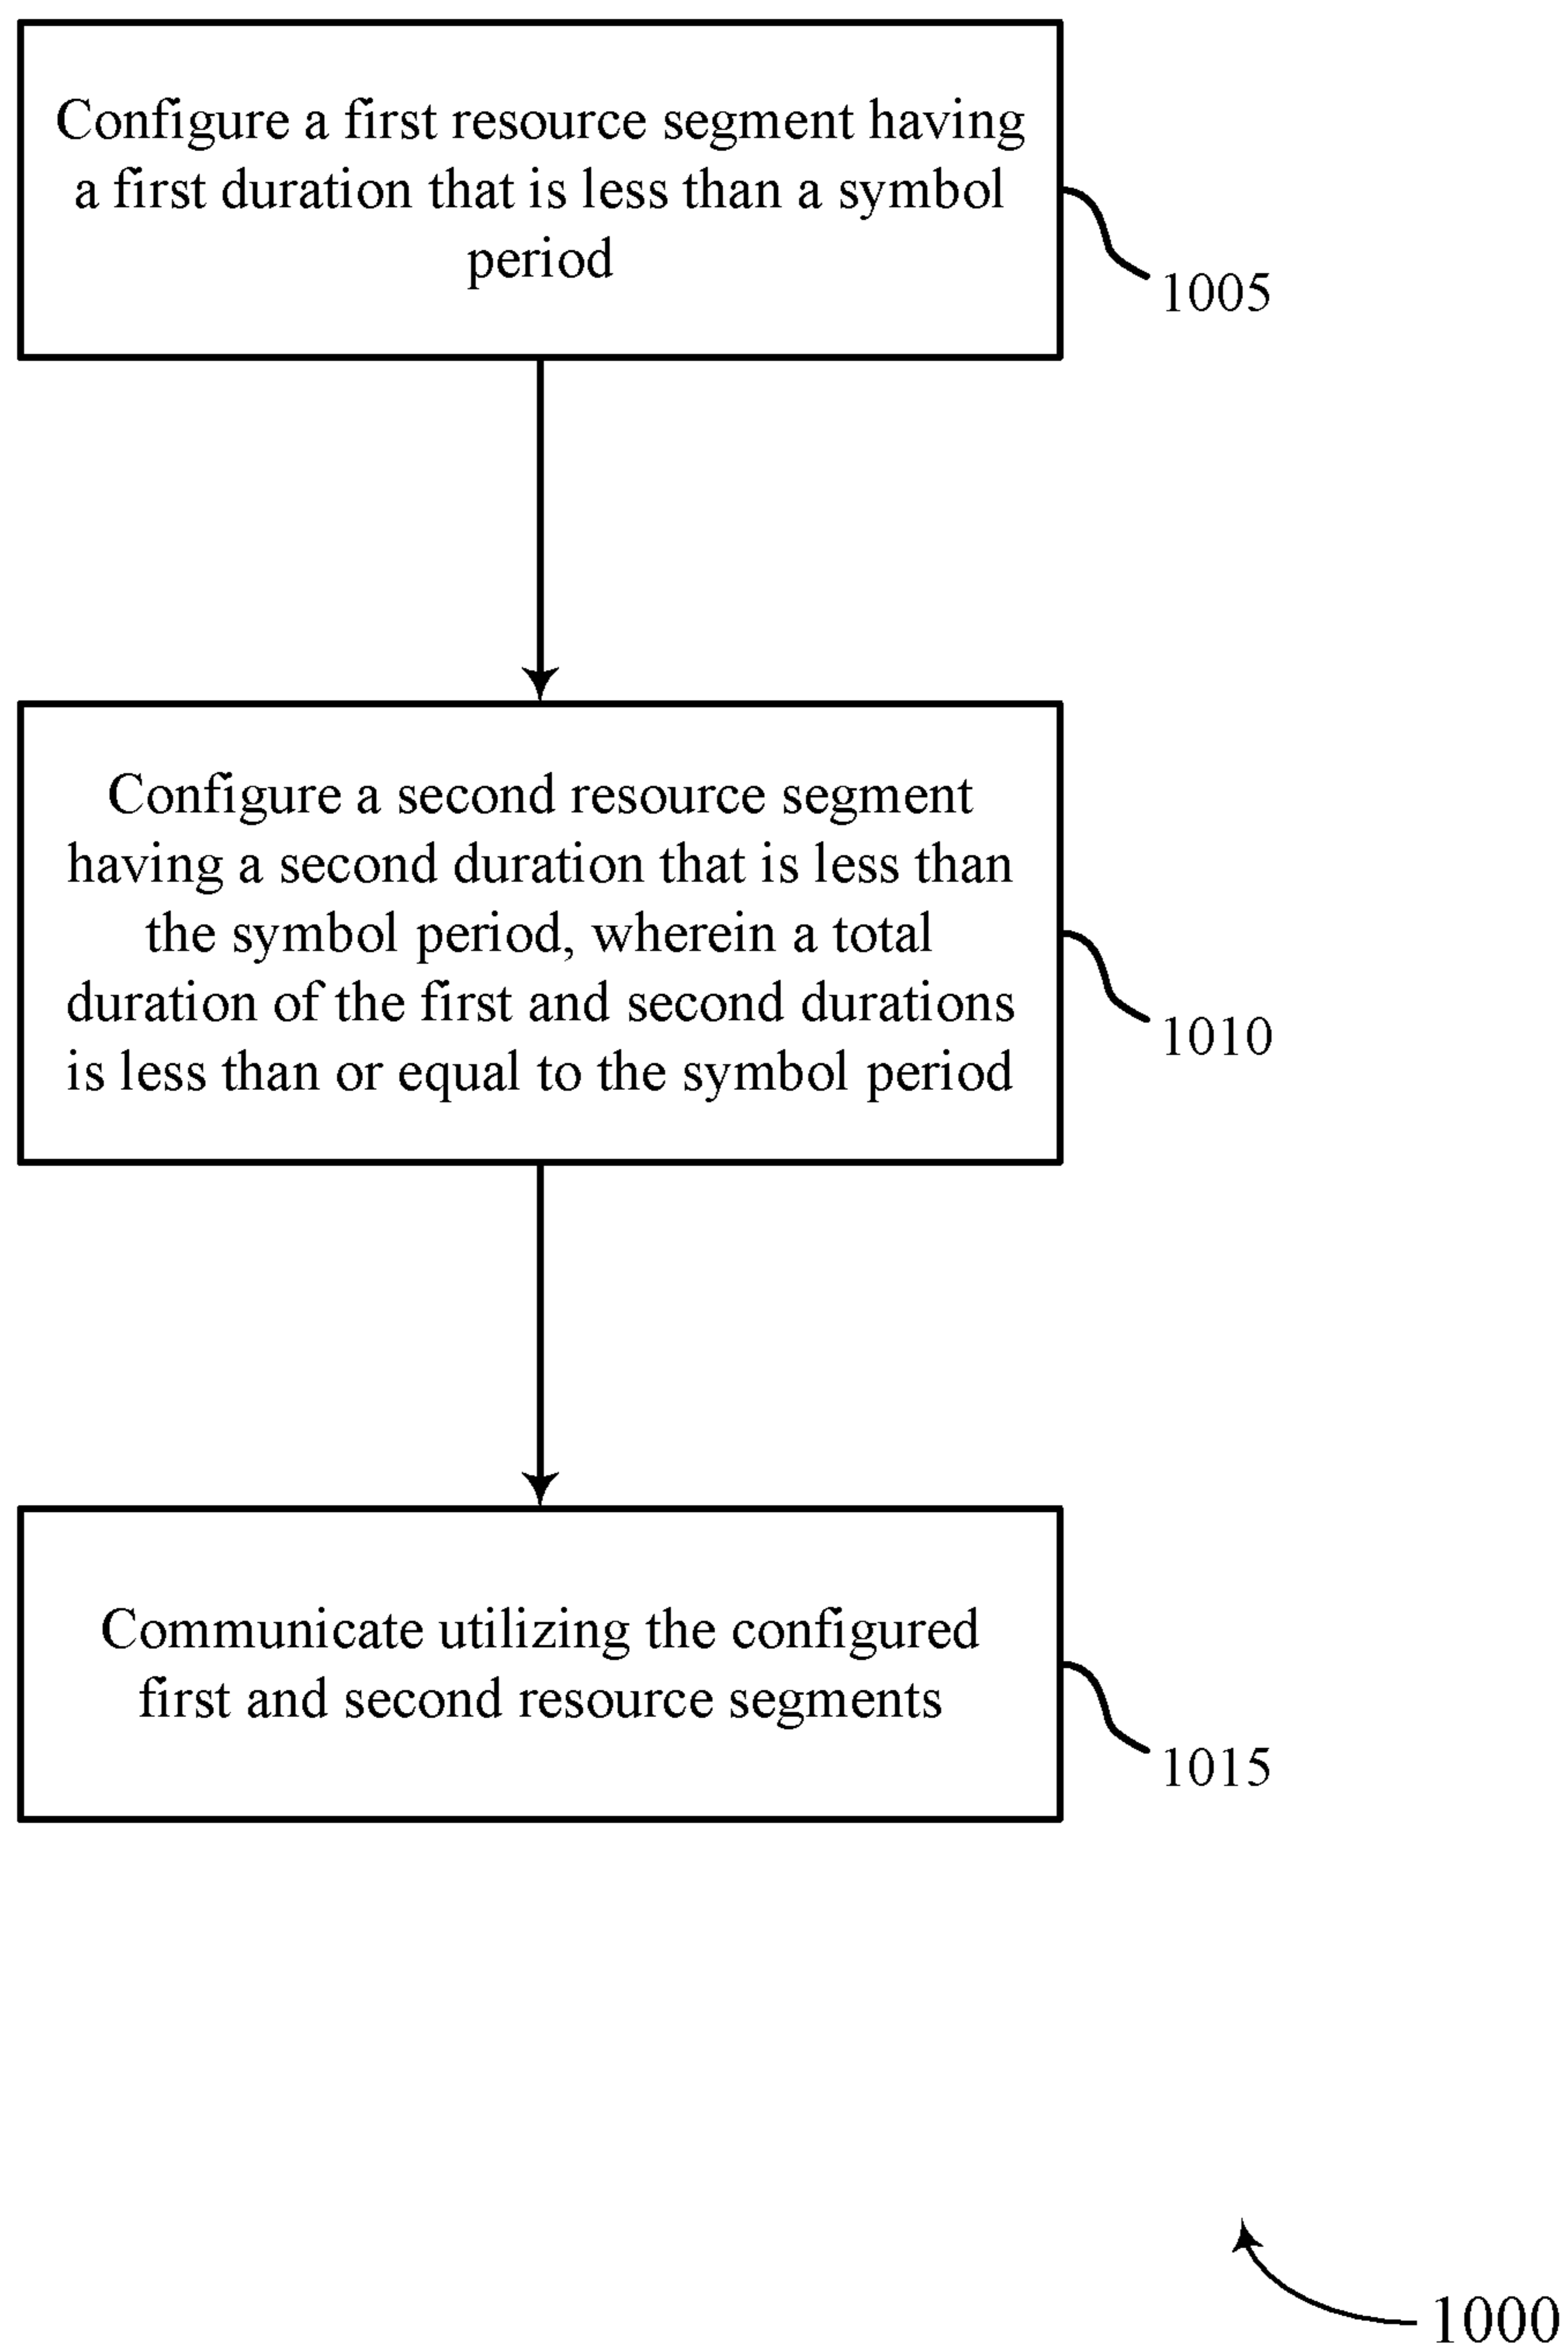 Configure a first resource segment having
a first duration that is less than a symbol
period
1005
Configure a second resource segment
having a second duration that is less than
the symbol period, wherein a total
duration of the first and second durations
is less than or equal to the symbol period
1010
Communicate utilizing the configured
first and second resource segments
1015
1000